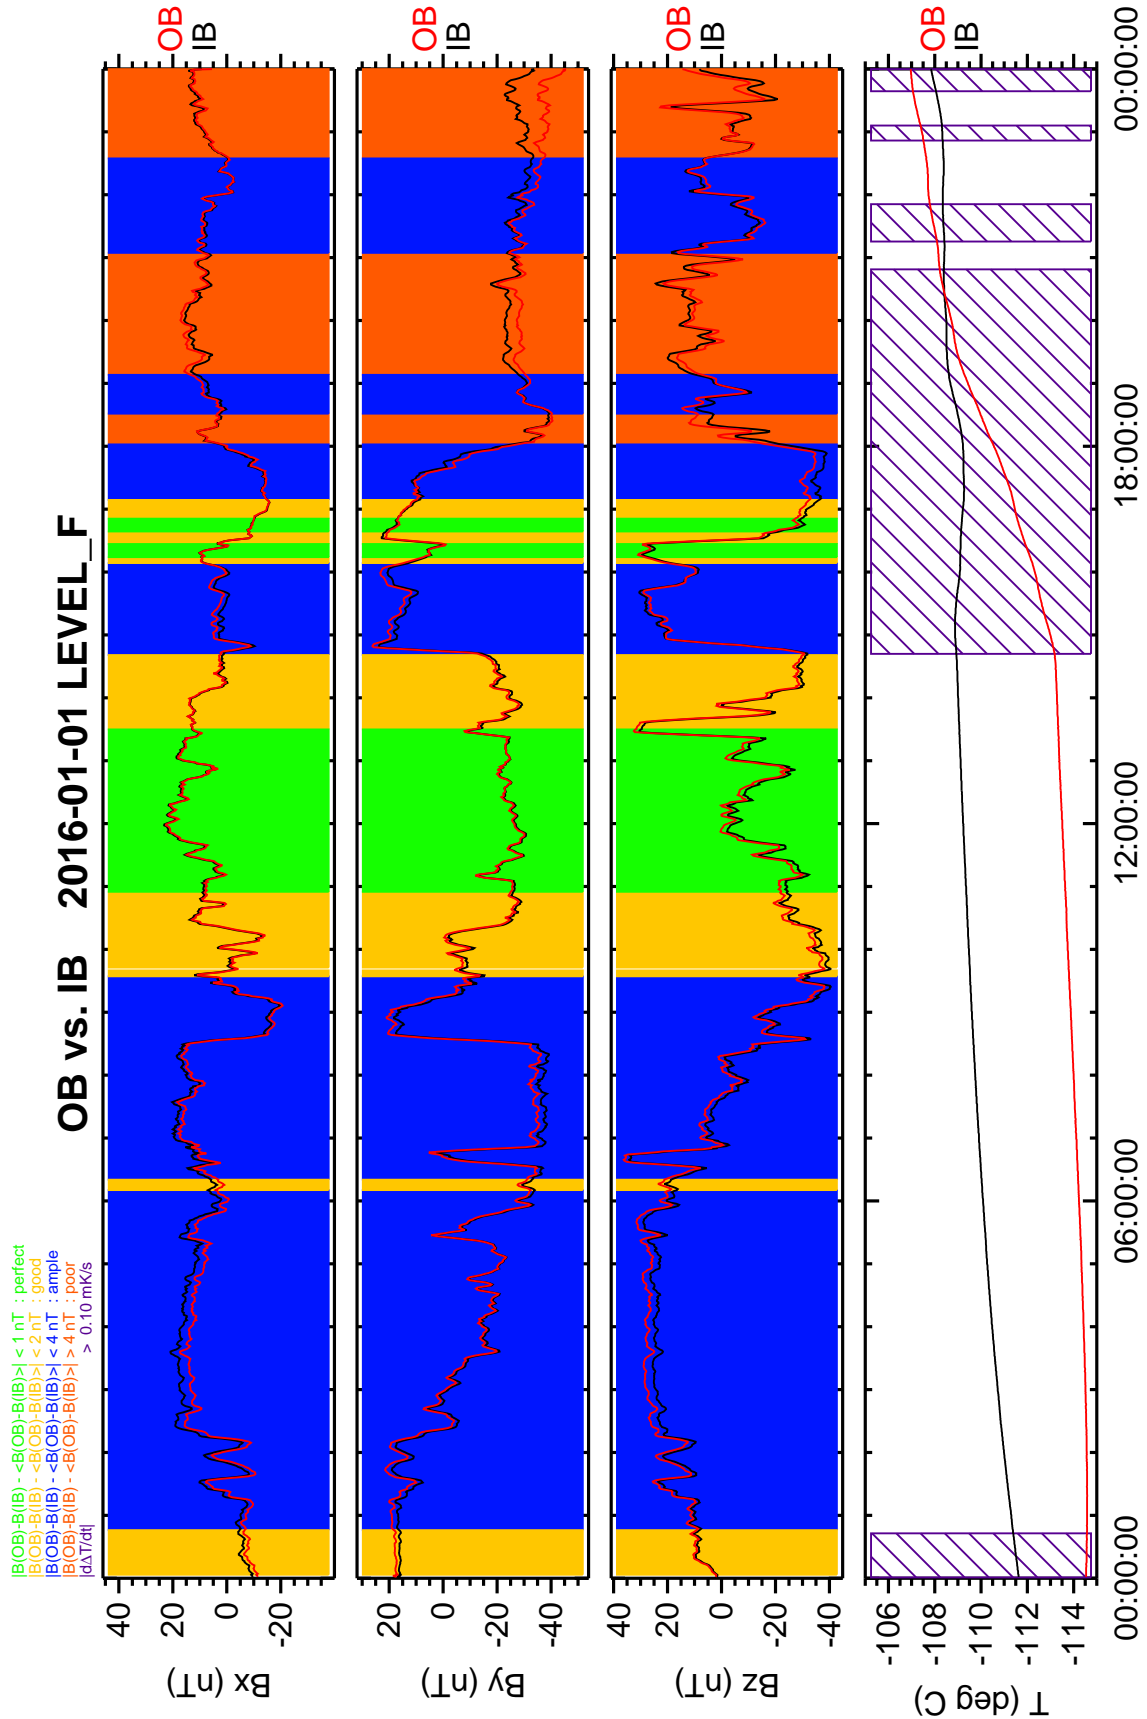 |B(OB)-B(IB) - <B(OB)-B(IB)>| < 1 nT : perfect
|B(OB)-B(IB) - <B(OB)-B(IB)>| < 2 nT : good
|B(OB)-B(IB) - <B(OB)-B(IB)>| < 4 nT : ample
|B(OB)-B(IB) - <B(OB)-B(IB)>| > 4 nT : poor
|dΔT/dt| > 0.10 mK/s
OB vs. IB 2016-01-01 LEVEL_F
Bx (nT)
40
20
0
-20
OB
IB
By (nT)
20
0
-20
-40
OB
IB
Bz (nT)
20
0
-20
-40
OB
IB
T (deg C)
-106
-108
-110
-112
-114
OB
IB
00:00:00
06:00:00
12:00:00
18:00:00
00:00:00